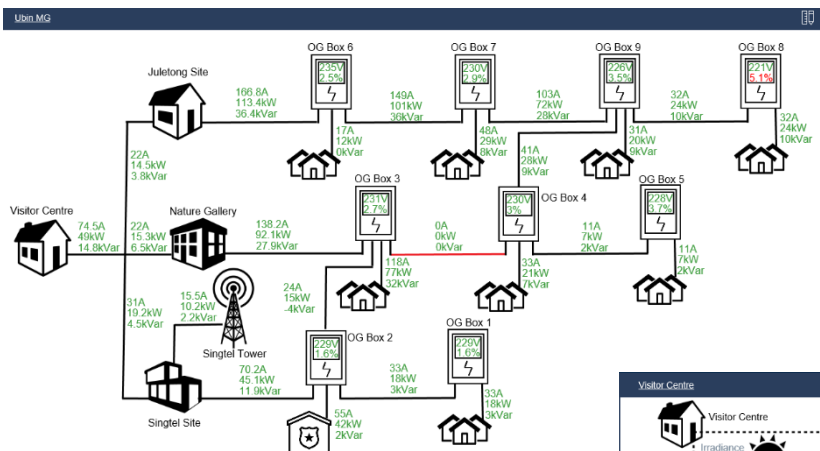 Ubin MG
OG Box 6
OG Box 7
OG Box 9
OG Box 8
235V
2.5%
230V
2.9%
226V
3.5%
221V
5.1%
Juletong Site
166.8A
113.4kW
36.4kVar
149A
101kW
36kVar
103A
72kW
28kVar
32A
24kW
10kVar
17A
12kW
0kVar
48A
29kW
8kVar
31A
20kW
9kVar
32A
24kW
10kVar
22A
14.5kW
3.8kVar
41A
28kW
9kVar
OG Box 3
231V
2.7%
OG Box 4
230V
3%
OG Box 5
228V
3.7%
Visitor Centre
74.5A
49kW
14.8kVar
22A
15.3kW
6.5kVar
Nature Gallery
138.2A
92.1kW
27.9kVar
0A
0kW
0kVar
11A
7kW
2kVar
118A
77kW
32kVar
33A
21kW
7kVar
11A
7kW
2kVar
31A
19.2kW
4.5kVar
15.5A
10.2kW
2.2kVar
Singtel Tower
24A
15kW
-4kVar
OG Box 2
229V
1.6%
OG Box 1
229V
1.6%
Singtel Site
70.2A
45.1kW
11.9kVar
33A
18kW
3kVar
33A
18kW
3kVar
55A
42kW
2kVar
Visitor Centre
Visitor Centre
Irradiance